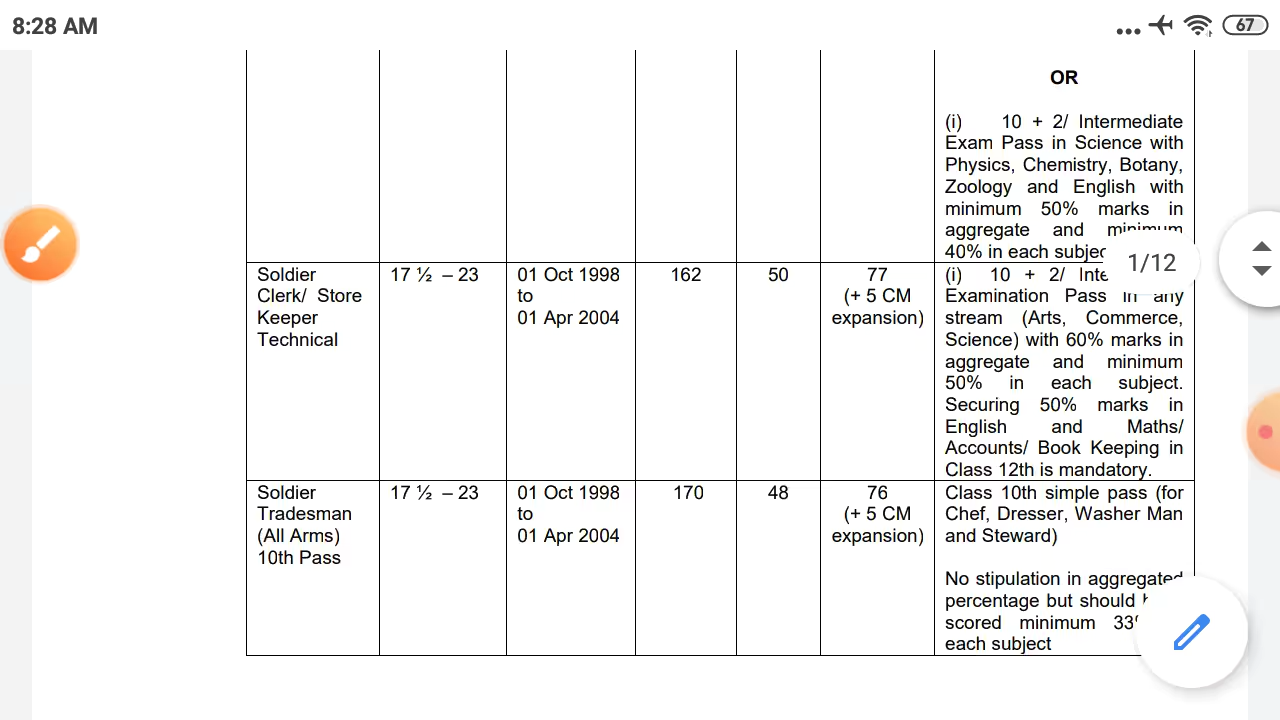 8:28 AM
67
OR
(i) 10 + 2/ Intermediate
Exam Pass in Science with
Physics, Chemistry, Botany,
Zoology and English with
minimum 50% marks in
aggregate and minimum
40% in each
1/12
Soldier
Clerk/ Store
Keeper
Technical
17 ½ – 23
01 Oct 1998
to
01 Apr 2004
162
50
77
(+ 5 CM
expansion)
(i) 10 + 2/
Examination Pass in any
stream (Arts, Commerce,
Science) with 60% marks in
aggregate and minimum
50% in each subject.
Securing 50% marks in
English and Maths/
Accounts/ Book Keeping in
Class 12th is mandatory.
Soldier
Tradesman
(All Arms)
10th Pass
17 ½ – 23
01 Oct 1998
to
01 Apr 2004
170
48
76
(+ 5 CM
expansion)
Class 10th simple pass (for
Chef, Dresser, Washer Man
and Steward)
No stipulation in aggregated
percentage but should
scored minimum
each subject